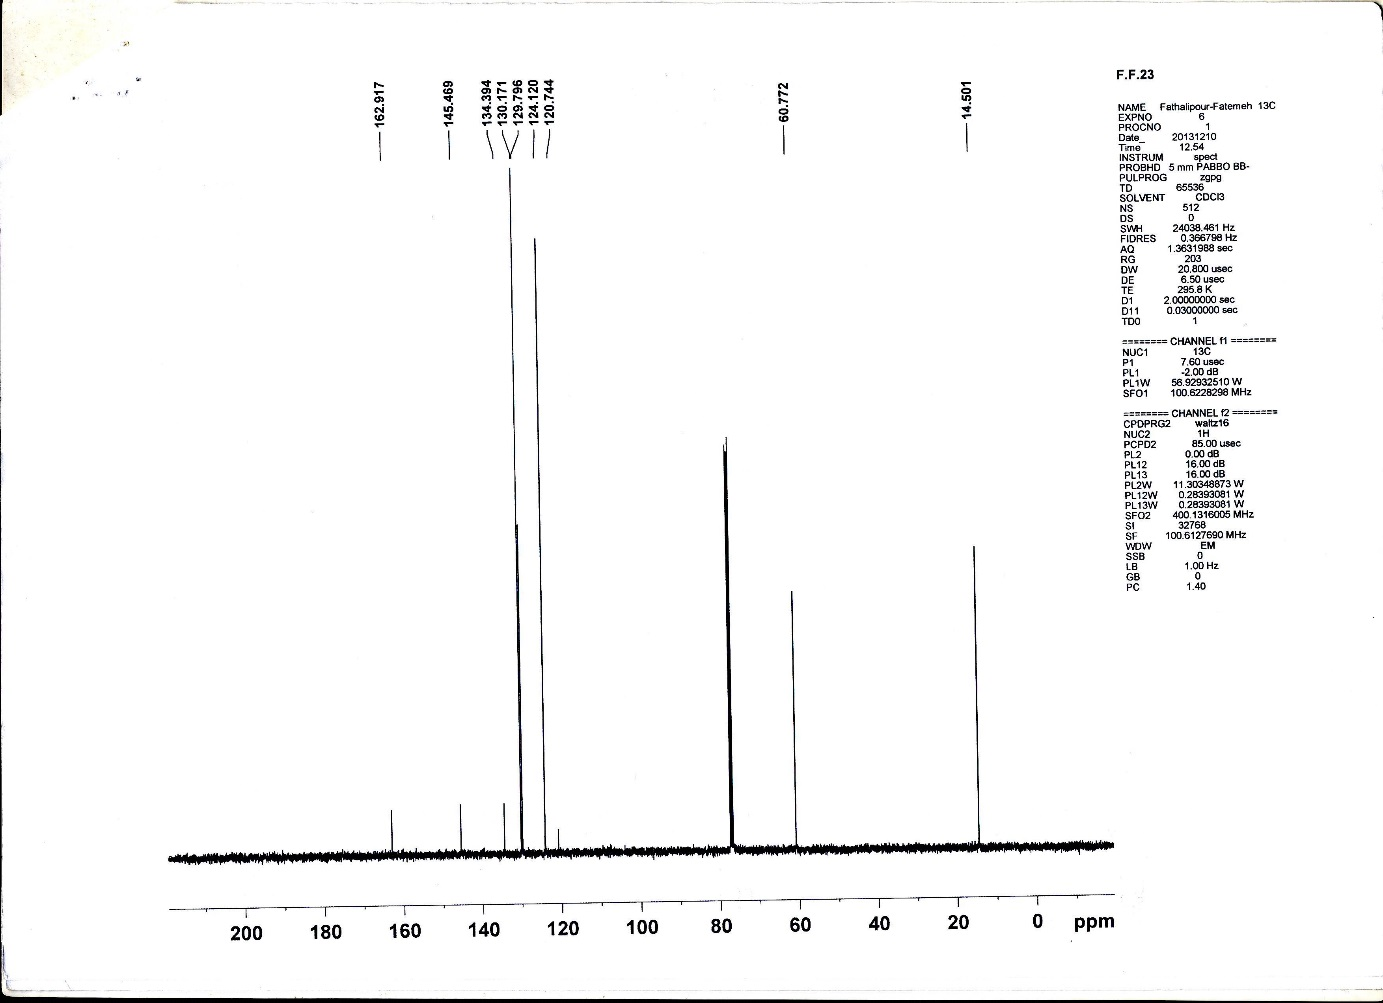 162.917
145.469
134.394
130.171
129.796
124.120
120.744
60.772
14.501
F.F.23
NAME Fathalipour-Fatemeh 13C
EXPNO 6
PROCNO 1
Date_ 20131210
Time 12.54
INSTRUM spect
PROBHD 5 mm PABBO BB-
PULPROG zgpg
TD 65536
SOLVENT CDCl3
NS 512
DS 0
SWH 24038.461 Hz
FIDRES 0.366798 Hz
AQ 1.3631988 sec
RG 203
DW 20.800 usec
DE 6.50 usec
TE 295.8 K
D1 2.00000000 sec
D11 0.03000000 sec
TD0 1
======== CHANNEL f1 ========
NUC1 13C
P1 7.60 usec
PL1 -2.00 dB
PL1W 56.92932510 W
SFO1 100.6228298 MHz
======== CHANNEL f2 ========
CPDPRG2 waltz16
NUC2 1H
PCPD2 85.00 usec
PL2 0.00 dB
PL12 16.00 dB
PL13 16.00 dB
PL2W 11.30348873 W
PL12W 0.28393081 W
PL13W 0.28393081 W
SFO2 400.1316005 MHz
SI 32768
SF 100.6127690 MHz
WDW EM
SSB 0
LB 1.00 Hz
GB 0
PC 1.40
200 180 160 140 120 100 80 60 40 20 0 ppm